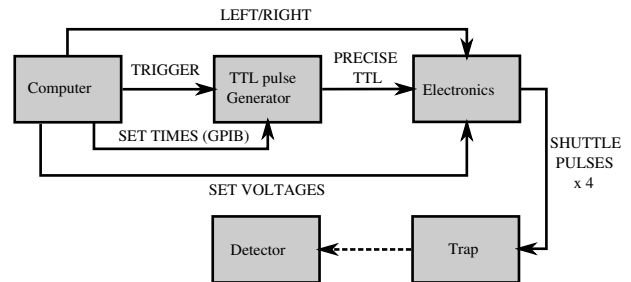 LEFT/RIGHT
Computer
TRIGGER
TTL pulse
Generator
PRECISE
TTL
Electronics
SET TIMES (GPIB)
SET VOLTAGES
SHUTTLE
PULSES
x 4
Detector
Trap